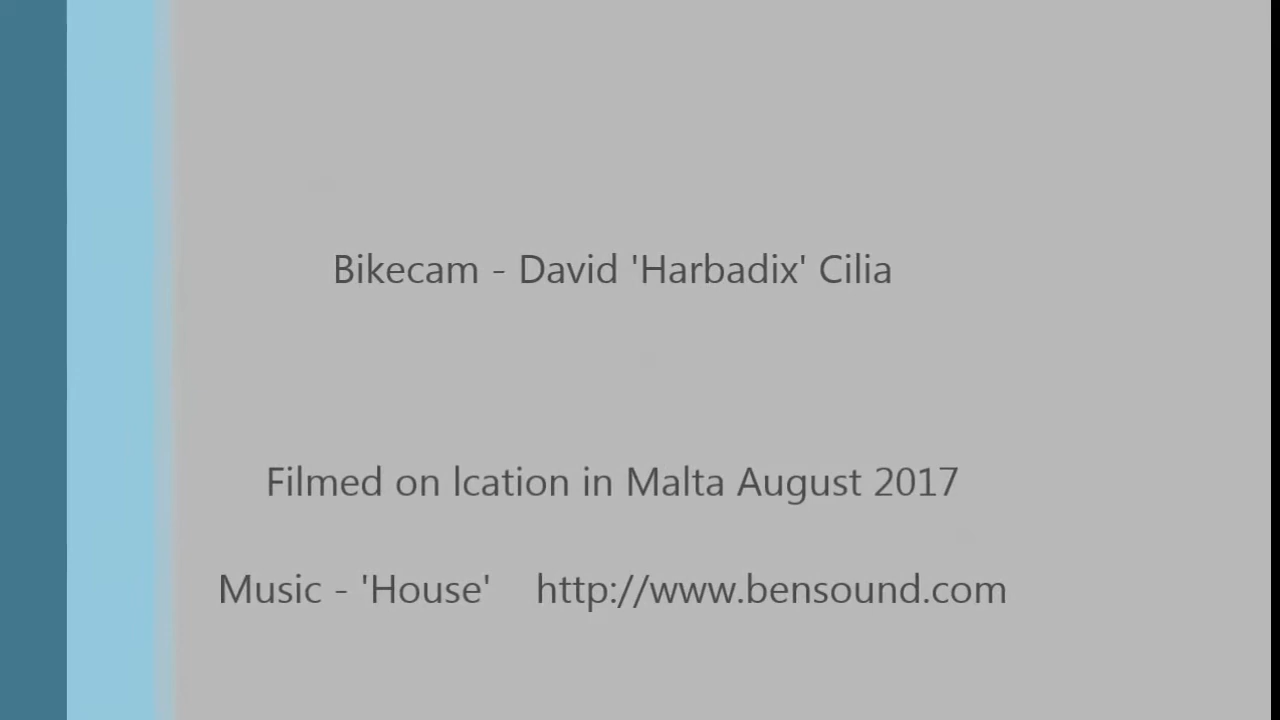 Bikecam - David 'Harbadix' Cilia
Filmed on lcation in Malta August 2017
Music - 'House' http://www.bensound.com